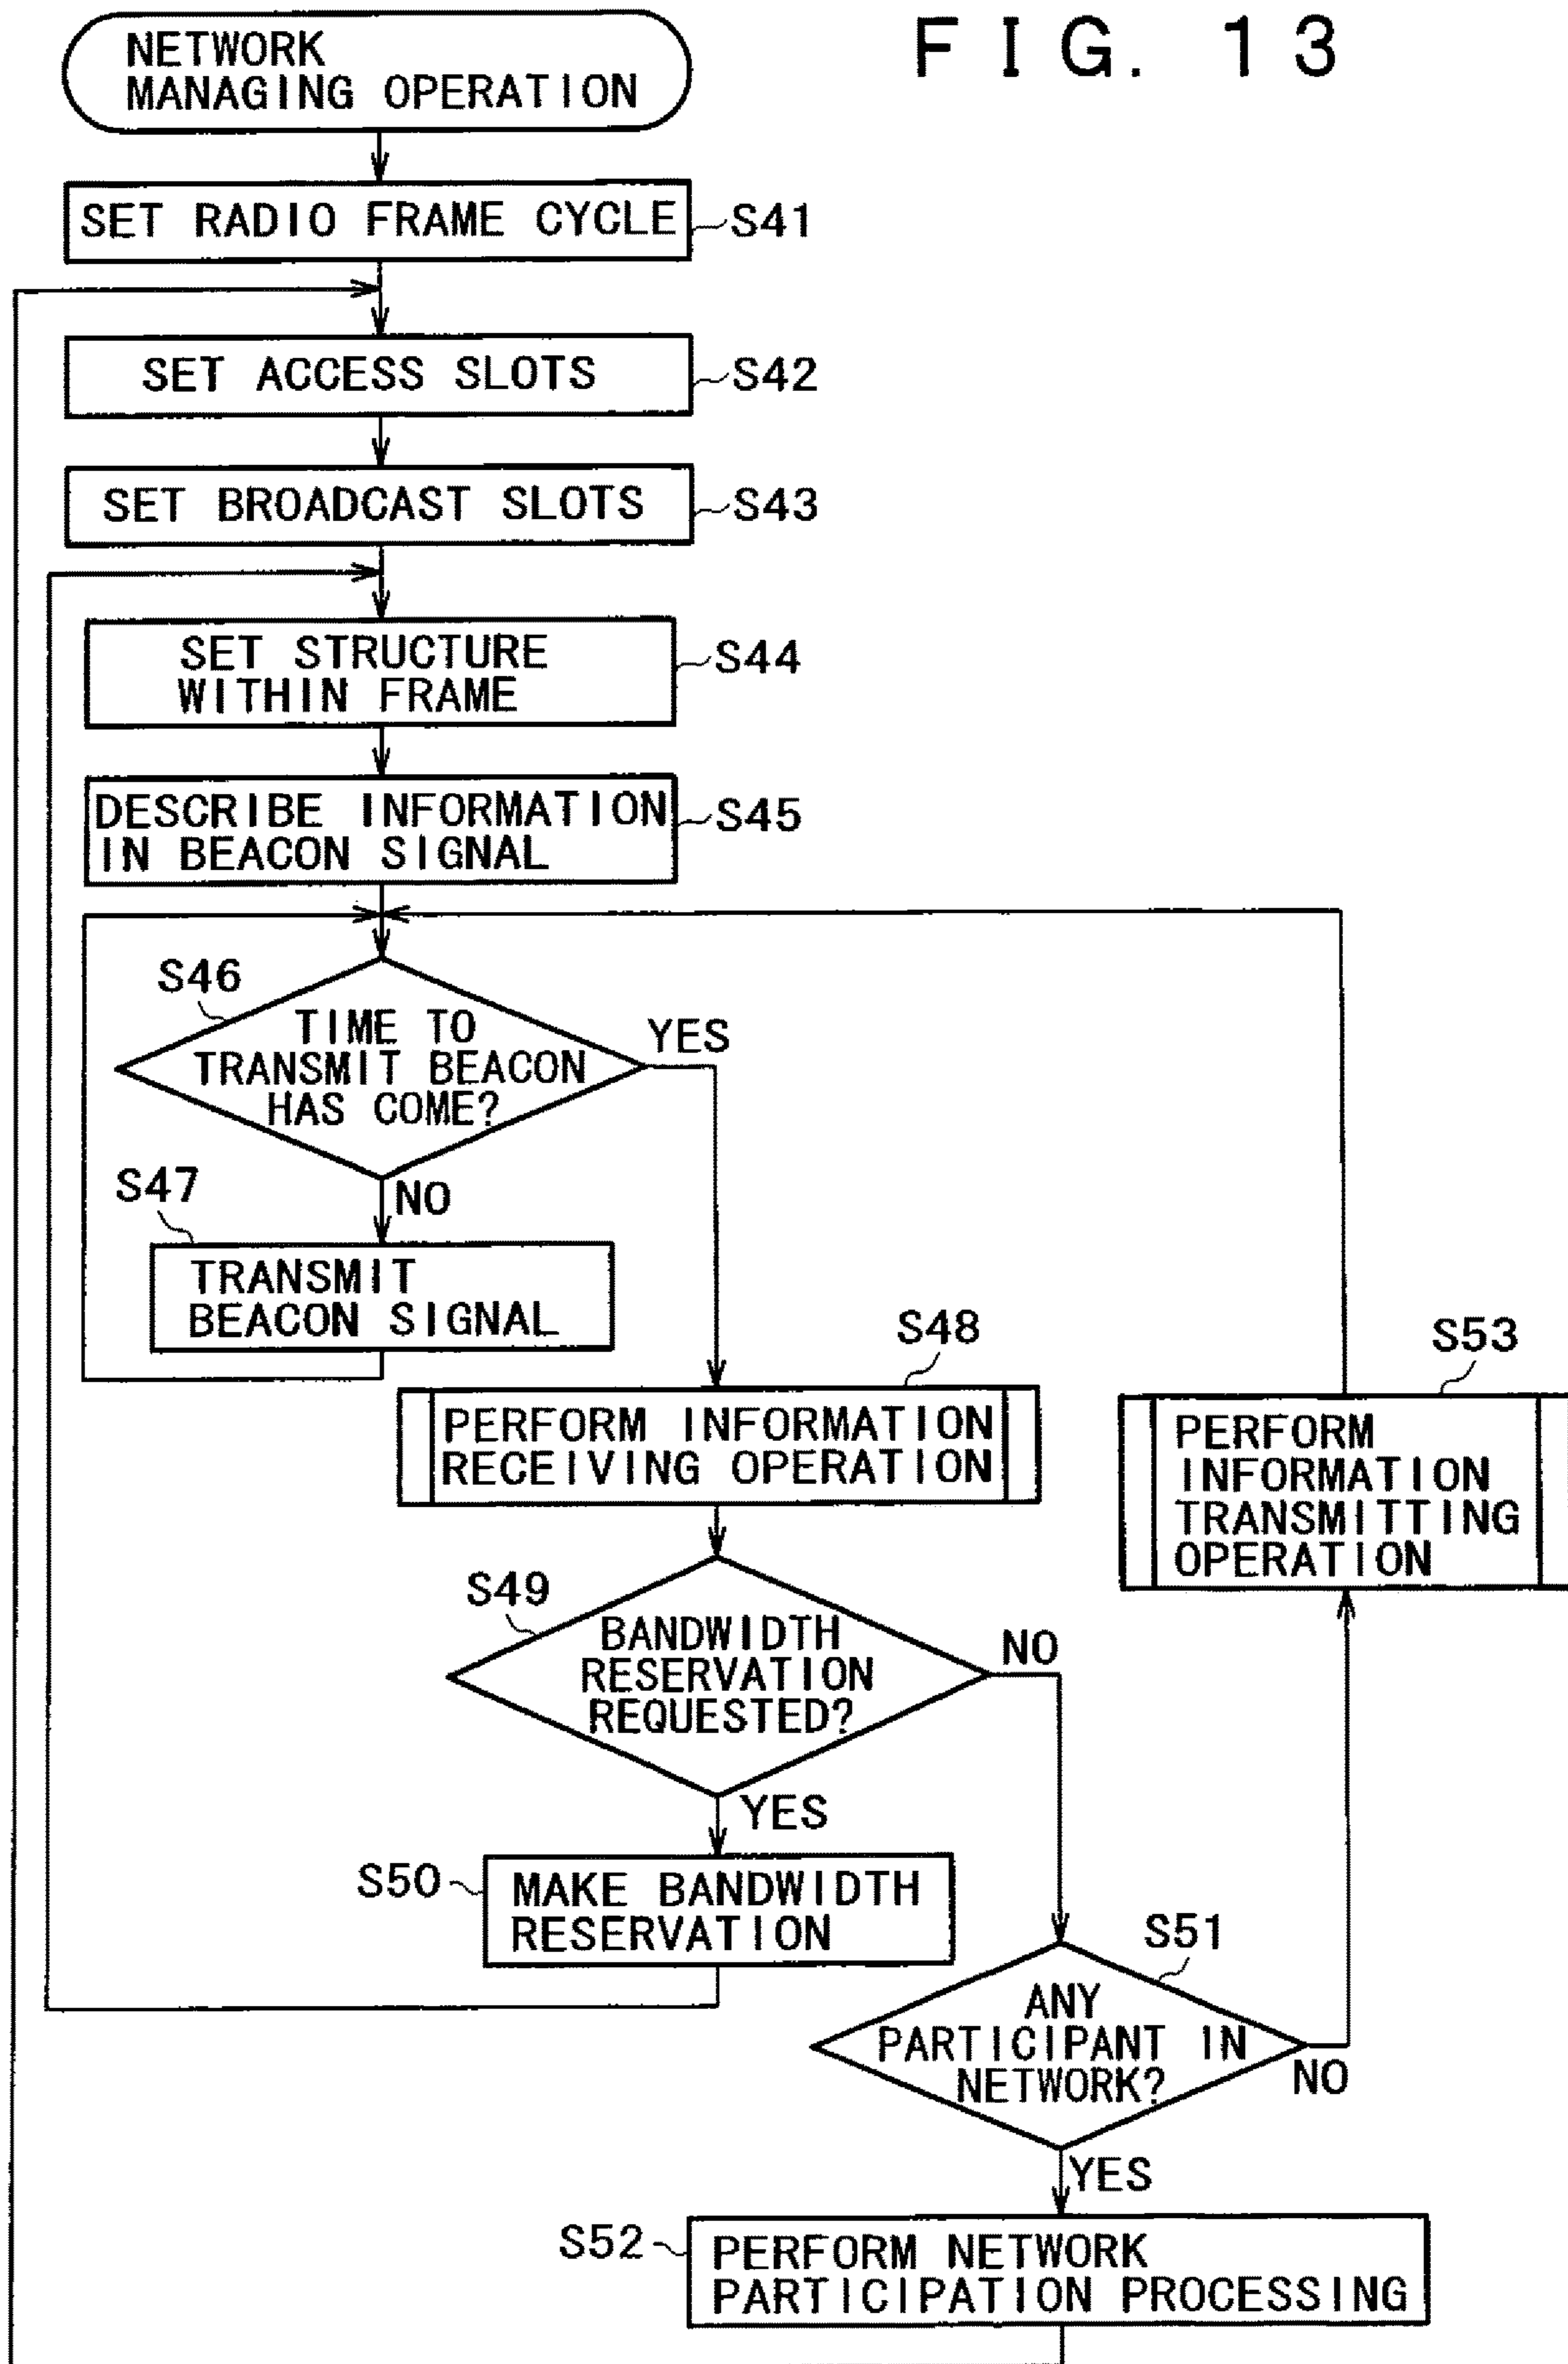 FIG. 13
NETWORK
MANAGING OPERATION
SET RADIO FRAME CYCLE
S41
SET ACCESS SLOTS
S42
SET BROADCAST SLOTS
S43
SET STRUCTURE
WITHIN FRAME
S44
DESCRIBE INFORMATION
IN BEACON SIGNAL
S45
S46
TIME TO
TRANSMIT BEACON
HAS COME?
YES
NO
S47
TRANSMIT
BEACON SIGNAL
S48
PERFORM INFORMATION
RECEIVING OPERATION
S53
PERFORM
INFORMATION
TRANSMITTING
OPERATION
S49
BANDWIDTH
RESERVATION
REQUESTED?
NO
YES
S50
MAKE BANDWIDTH
RESERVATION
S51
ANY
PARTICIPANT IN
NETWORK?
NO
YES
S52
PERFORM NETWORK
PARTICIPATION PROCESSING